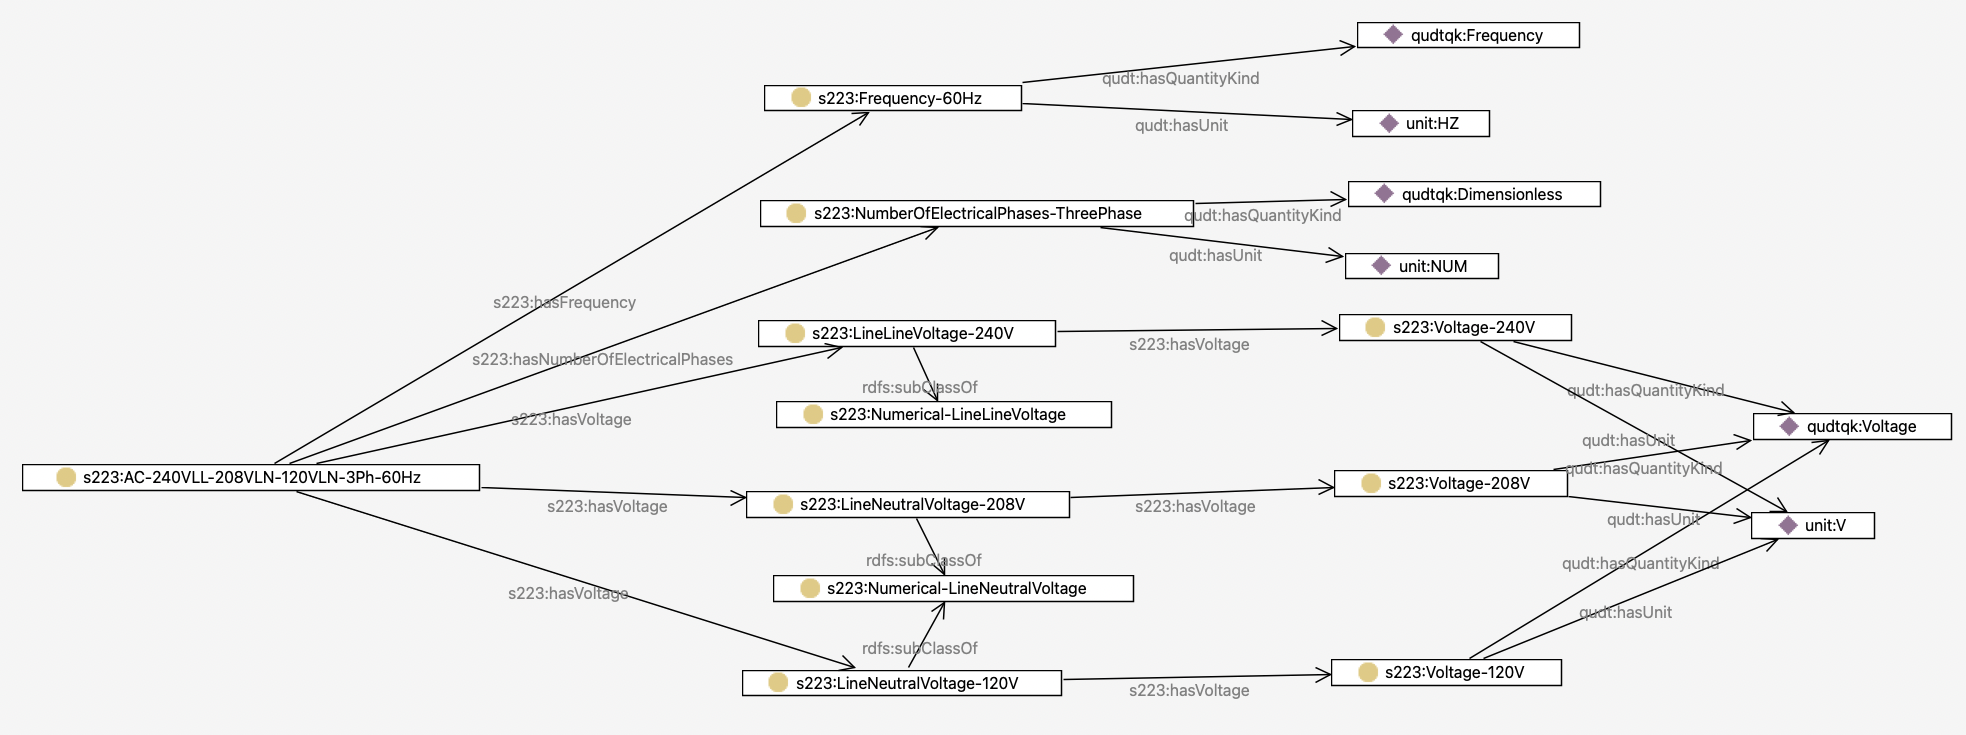 qudtqk:Frequency
qudt:hasQuantityKind
s223:Frequency-60Hz
unit:HZ
qudt:hasUnit
qudtqk:Dimensionless
s223:NumberOfElectricalPhases-ThreePhase
qudt:hasQuantityKind
qudt:hasUnit
unit:NUM
s223:hasFrequency
s223:LineLineVoltage-240V
s223:Voltage-240V
s223:hasVoltage
s223:hasNumberOfElectricalPhases
rdfs:subClassOf
qudt:hasQuantityKind
s223:Numerical-LineLineVoltage
s223:hasVoltage
qudtqk:Voltage
qudt:hasUnit
qudt:hasQuantityKind
s223:AC-240VLL-208VLN-120VLN-3Ph-60Hz
s223:Voltage-208V
s223:hasVoltage
s223:LineNeutralVoltage-208V
s223:hasVoltage
qudt:hasUnit
unit:V
rdfs:subClassOf
qudt:hasQuantityKind
s223:Numerical-LineNeutralVoltage
s223:hasVoltage
qudt:hasUnit
rdfs:subClassOf
s223:Voltage-120V
s223:LineNeutralVoltage-120V
s223:hasVoltage